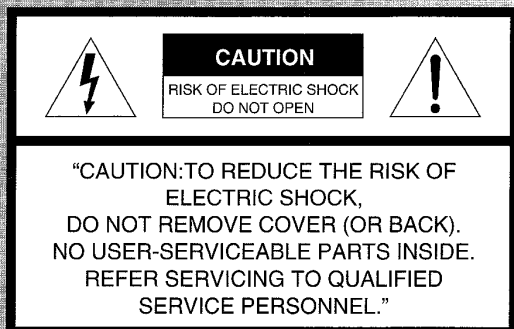 CAUTION
RISK OF ELECTRIC SHOCK
DO NOT OPEN
“CAUTION:TO REDUCE THE RISK OF
ELECTRIC SHOCK,
DO NOT REMOVE COVER (OR BACK).
NO USER-SERVICEABLE PARTS INSIDE.
REFER SERVICING TO QUALIFIED
SERVICE PERSONNEL.”